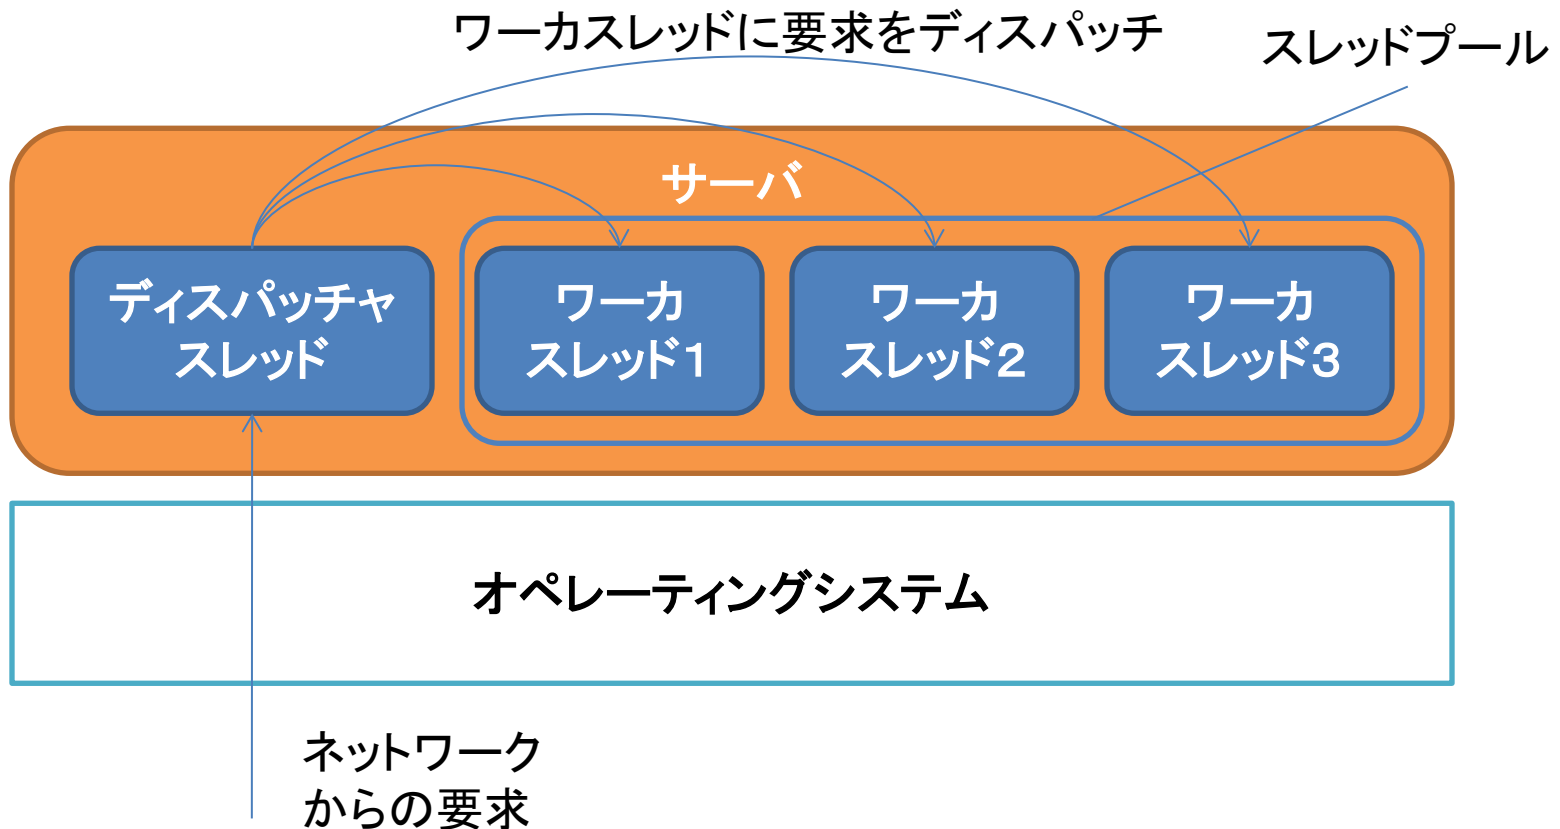 ワーカスレッドに要求をディスパッチ
スレッドプール
サーバ
ディスパッチャ
スレッド
ワーカ
スレッド１
ワーカ
スレッド２
ワーカ
スレッド３
オペレーティングシステム
ネットワーク
からの要求